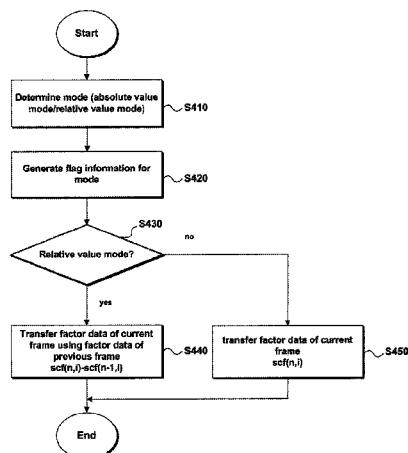 Start
Determine mode (absolute value
mode/relative value mode)
S410
Generate flag information for
mode
S420
S430
Relative value mode?
no
yes
Transfer factor data of current
frame using factor data of
previous frame
scf(n,i)-scf(n-1,i)
S440
transfer factor data of current
frame
scf(n,i)
S450
End